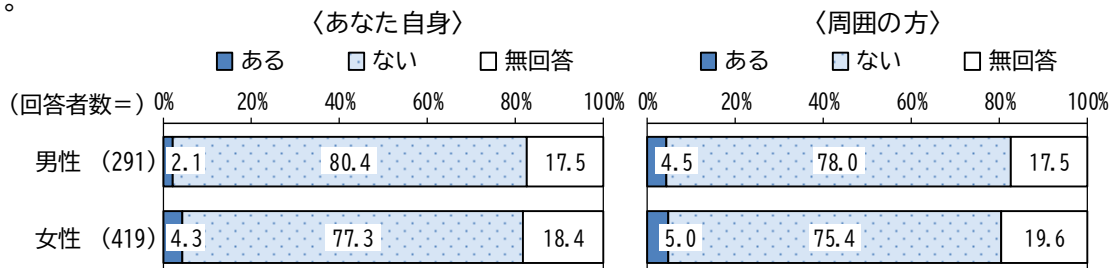 。
〈あなた自身〉 〈周囲の方〉
ある ない 無回答 ある ない 無回答
(回答者数＝) 0% 20% 40% 60% 80% 100% 0% 20% 40% 60% 80% 100%
男性 (291) 2.1 80.4 17.5 4.5 78.0 17.5
女性 (419) 4.3 77.3 18.4 5.0 75.4 19.6